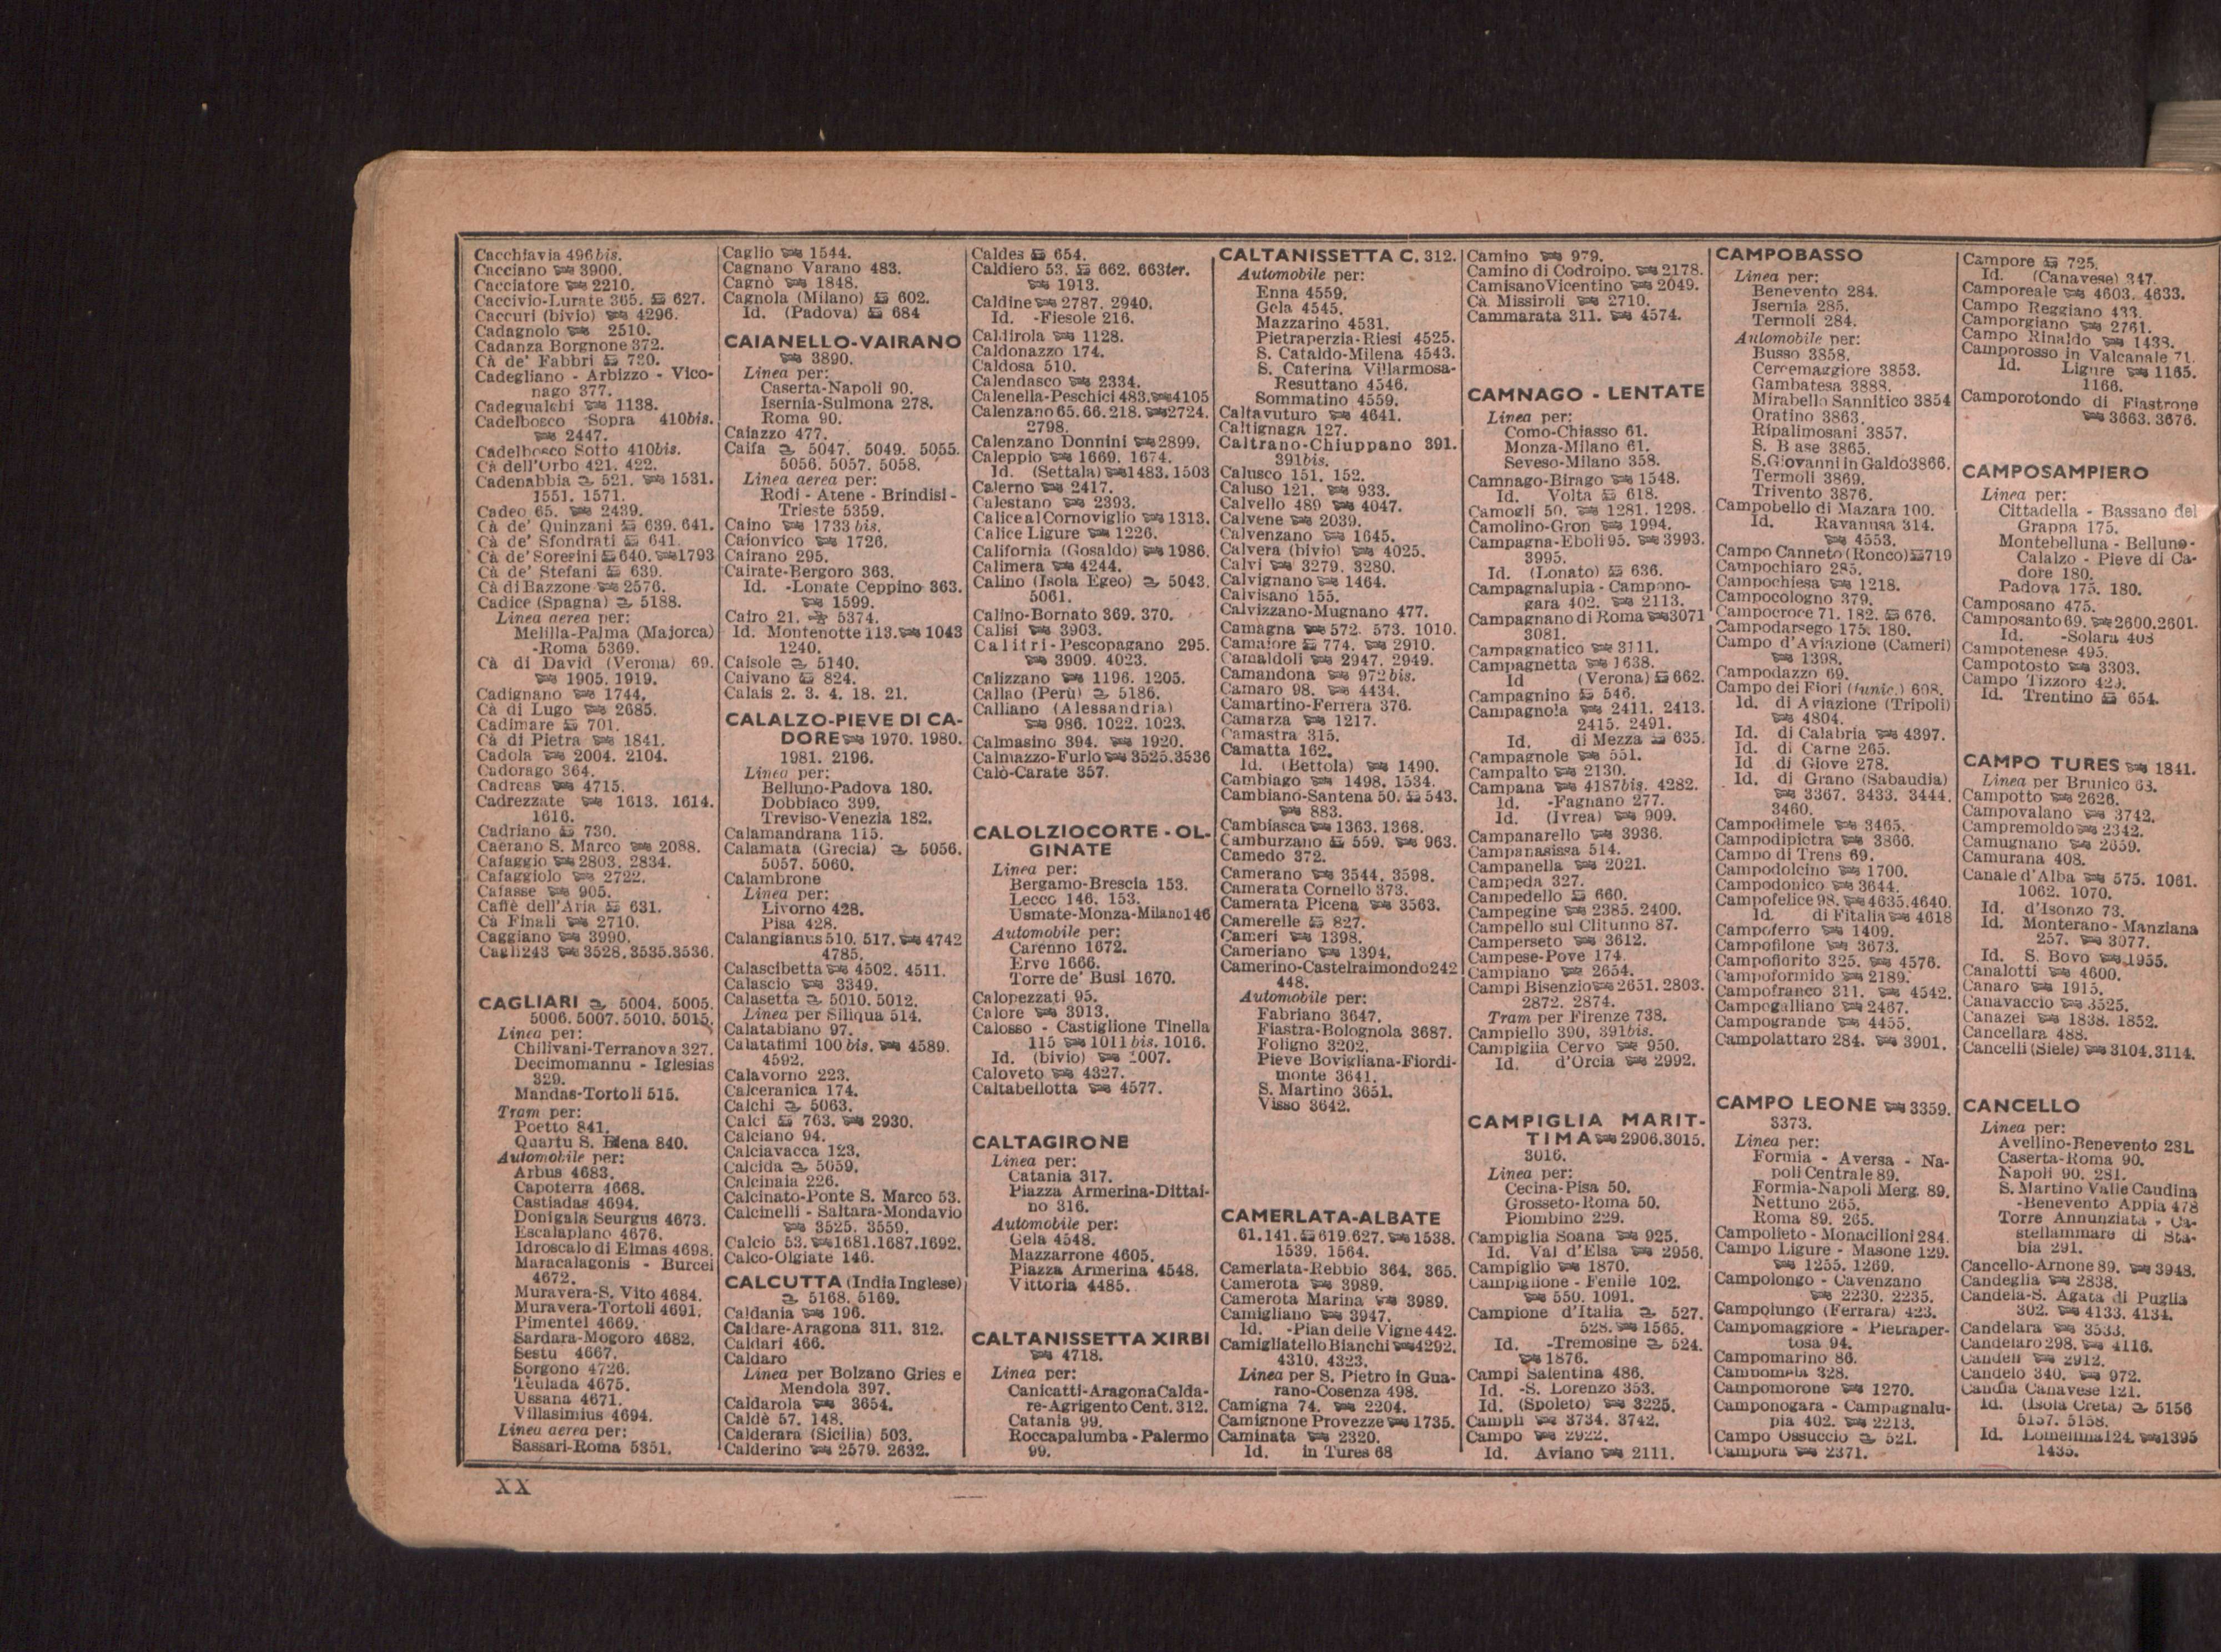 Cacchiavia 496bis.
Cacciano 3900.
Cacciatore 2210.
Caccivio-Lurate 365. 627.
Caccuri (bivio) 4296.
Cadagnolo 2510.
Cadanza Borgnone 372.
Cà de' Fabbri 730.
Cadegliano - Arbizzo - Vico-
nago 377.
Cadegualchi 1138.
Cadelbosco Sopra 410bis.
2447.
Cadelbosco Sotto 410bis.
Cà dell'Orbo 421. 422.
Cadenabbia 521. 1531.
1551. 1571.
Cadeo 65. 2439.
Cà de' Quinzani 639. 641.
Cà de' Sfondrati 641.
Cà de' Soresini 640. 1793
Cà de' Stefani 639.
Cà di Bazzone 2576.
Cadice (Spagna) 5188.
Linea aerea per:
Melilla-Palma (Majorca)
-Roma 5369.
Cà di David (Verona) 69.
1905. 1919.
Cadignano 1744.
Cà di Lugo 2685.
Cadimare 701.
Cà di Pietra 1841.
Cadola 2004. 2104.
Cadorago 364.
Cadreas 4715.
Cadrezzate 1613. 1614.
1616.
Cadriano 730.
Caerano S. Marco 2088.
Cafaggio 2803. 2834.
Cafaggiolo 2722.
Cafasse 905.
Caffè dell'Aria 631.
Cà Finali 2710.
Caggiano 3990.
Cagli 243 3528. 3535. 3536.
CAGLIARI 5004. 5005.
5006. 5007. 5010. 5015.
Linea per:
Chilivani-Terranova 327.
Decimomannu - Iglesias
329.
Mandas-Tortoli 515.
Tram per:
Poetto 841.
Quartu S. Elena 840.
Automobile per:
Arbus 4683.
Capoterra 4668.
Castiadas 4694.
Donigala Seurgus 4673.
Escalaplano 4676.
Idroscalo di Elmas 4698.
Maracalagonis - Burcei
4672.
Muravera-S. Vito 4684.
Muravera-Tortoli 4691.
Pimentel 4669.
Sardara-Mogoro 4682.
Sestu 4667.
Sorgono 4726.
Teulada 4675.
Ussana 4671.
Villasimius 4694.
Linea aerea per:
Sassari-Roma 5351.
XX
Caglio 1544.
Cagnano Varano 483.
Cagnò 1848.
Cagnola (Milano) 602.
Id. (Padova) 684
CAIANELLO-VAIRANO
3890.
Linea per:
Caserta-Napoli 90.
Isernia-Sulmona 278.
Roma 90.
Caiazzo 477.
Caifa 5047. 5049. 5055.
5056. 5057. 5058.
Linea aerea per:
Rodi - Atene - Brindisi -
Trieste 5359.
Caino 1733 bis.
Caionvico 1726.
Cairano 295.
Cairate-Bergoro 363.
Id. -Lonate Ceppino 363.
1599.
Cairo 21. 5374.
Id. Montenotte 113. 1043
1240.
Caisole 5140.
Caivano 824.
Calais 2. 3. 4. 18. 21.
CALALZO-PIEVE DI CA-
DORE 1970. 1980.
1981. 2196.
Linea per:
Belluno-Padova 180.
Dobbiaco 399.
Treviso-Venezia 182.
Calamandrana 115.
Calamata (Grecia) 5056.
5057. 5060.
Calambrone
Linea per:
Livorno 428.
Pisa 428.
Calangianus 510. 517. 4742
4785.
Calascibetta 4502. 4511.
Calascio 3349.
Calasetta 5010. 5012.
Linea per Siliqua 514.
Calatabiano 97.
Calatafimi 100 bis. 4589.
4592.
Calavorno 223.
Calceranica 174.
Calchi 5063.
Calci 763. 2930.
Calciano 94.
Calciavacca 123.
Calcida 5059.
Calcinaia 226.
Calcinato-Ponte S. Marco 53.
Calcinelli - Saltara-Mondavio
3525. 3559.
Calcio 53. 1681. 1687. 1692.
Calco-Olgiate 146.
CALCUTTA (India Inglese)
5168. 5169.
Caldania 196.
Caldare-Aragona 311. 312.
Caldari 466.
Caldaro
Linea per Bolzano Gries e
Mendola 397.
Caldarola 3654.
Caldè 57. 148.
Calderara (Sicilia) 503.
Calderino 2579. 2632.
Caldes 654.
Caldiero 53. 662. 663ter.
1913.
Caldine 2787. 2940.
Id. -Fiesole 216.
Caldirola 1128.
Caldonazzo 174.
Caldosa 510.
Calendasco 2334.
Calenella-Peschici 483. 4105
Calenzano 65. 66. 218. 2724.
2798.
Calenzano Donnini 2899.
Caleppio 1669. 1674.
Id. (Settala) 1483. 1503
Calerno 2417.
Calestano 2393.
Calice al Cornoviglio 1313.
Calice Ligure 1226.
California (Gosaldo) 1986.
Calimera 4244.
Calino (Isola Egeo) 5043.
5061.
Calino-Bornato 369. 370.
Calisi 3903.
Calitri-Pescopagano 295.
3909. 4023.
Calizzano 1196. 1205.
Callao (Perù) 5186.
Calliano (Alessandria)
986. 1022. 1023.
Calmasino 394. 1920.
Calmazzo-Furlo 3525. 3536
Calò-Carate 357.
CALOLZIOCORTE - OL-
GINATE
Linea per:
Bergamo-Brescia 153.
Lecco 146. 153.
Usmate-Monza-Milano 146
Automobile per:
Carenno 1672.
Erve 1666.
Torre de' Busi 1670.
Calopezzati 95.
Calore 3913.
Calosso - Castiglione Tinella
115 1011 bis. 1016.
Id. (bivio) 1007.
Caloveto 4327.
Caltabellotta 4577.
CALTAGIRONE
Linea per:
Catania 317.
Piazza Armerina-Dittai-
no 316.
Automobile per:
Gela 4548.
Mazzarrone 4605.
Piazza Armerina 4548.
Vittoria 4485.
CALTANISSETTA XIRBI
4718.
Linea per:
Canicatti-Aragona Calda-
re-Agrigento Cent. 312.
Catania 99.
Roccapalumba - Palermo
99.
CALTANISSETTA C. 312.
Automobile per:
Enna 4559.
Gela 4545.
Mazzarino 4531.
Pietraperzia-Riesi 4525.
S. Cataldo-Milena 4543.
S. Caterina Villarmosa-
Resuttano 4546.
Sommatino 4559.
Caltavuturo 4641.
Caltignaga 127.
Caltrano-Chiuppano 391.
391bis.
Calusco 151. 152.
Caluso 121. 933.
Calvello 489 4047.
Calvene 2039.
Calvenzano 1645.
Calvera (bivio) 4025.
Calvi 3279. 3280.
Calvignano 1464.
Calvisano 155.
Calvizzano-Mugnano 477.
Camagna 572. 573. 1010.
Camaiore 774. 2910.
Camaldoli 2947. 2949.
Camandona 972bis.
Camaro 98. 4434.
Camartino-Ferrera 376.
Camarza 1217.
Camastra 315.
Camatta 162.
Id. (Bettola) 1490.
Cambiago 1498. 1534.
Cambiano-Santena 50. 543.
883.
Cambiasca 1363. 1368.
Camburzano 559. 963.
Camedo 372.
Camerano 3544. 3598.
Camerata Cornello 373.
Camerata Picena 3563.
Camerelle 827.
Cameri 1398.
Cameriano 1394.
Camerino-Castelraimondo 242
448.
Automobile per:
Fabriano 3647.
Fiastra-Bolognola 3687.
Foligno 3202.
Pieve Bovigliana-Fiordi-
monte 3641.
S. Martino 3651.
Visso 3642.
CAMERLATA-ALBATE
61. 141. 619. 627. 1538.
1539. 1564.
Camerlata-Rebbio 364. 365.
Camerota 3989.
Camerota Marina 3989.
Camigliano 3947.
Id. -Pian delle Vigne 442.
Camigliatello Bianchi 4292.
4310. 4323.
Linea per S. Pietro in Gua-
rano-Cosenza 498.
Camigna 74. 2204.
Camignone Provezze 1735.
Caminata 2320.
Id. in Tures 68
Camino 979.
Camino di Codroipo. 2178.
Camisano Vicentino 2049.
Cà Missiroli 2710.
Cammarata 311. 4574.
CAMNAGO - LENTATE
Linea per:
Como-Chiasso 61.
Monza-Milano 61.
Seveso-Milano 358.
Camnago-Birago 1548.
Id. Volta 618.
Camogli 50. 1281. 1298.
Camolino-Gron 1994.
Campagna-Eboli 95. 3993.
3995.
Id. (Lonato) 636.
Campagnalupia - Campono-
gara 402. 2113.
Campagnano di Roma 3071
3081.
Campagnatico 3111.
Campagnetta 1638.
Id (Verona) 662.
Campagnino 546.
Campagnola 2411. 2413.
2415. 2491.
Id. di Mezza 635.
Campagnole 551.
Campalto 2130.
Campana 4187bis. 4282.
Id. -Fagnano 277.
Id. (Ivrea) 909.
Campanarello 3936.
Campanasissa 514.
Campanella 2021.
Campeda 327.
Campedello 660.
Campegine 2385. 2400.
Campello sul Clitunno 87.
Camperseto 3612.
Campese-Pove 174.
Campiano 2654.
Campi Bisenzio 2651. 2803.
2872. 2874.
Tram per Firenze 738.
Campiello 390. 391bis.
Campiglia Cervo 950.
Id. d'Orcia 2992.
CAMPIGLIA MARIT-
TIMA 2906. 3015.
3016.
Linea per:
Cecina-Pisa 50.
Grosseto-Roma 50.
Piombino 229.
Campiglia Soana 925.
Id. Val d'Elsa 2956.
Campiglio 1870.
Campiglione - Fenile 102.
550. 1091.
Campione d'Italia 527.
528. 1565.
Id. -Tremosine 524.
1876.
Campi Salentina 486.
Id. -S. Lorenzo 353.
Id. (Spoleto) 3225.
Campli 3734. 3742.
Campo 2922.
Id. Aviano 2111.
CAMPOBASSO
Linea per:
Benevento 284.
Isernia 285.
Termoli 284.
Automobile per:
Busso 3858.
Cercemaggiore 3853.
Gambatesa 3888.
Mirabello Sannitico 3854
Oratino 3863.
Ripalimosani 3857.
S. B ase 3865.
S. Giovanni in Galdo 3866.
Termoli 3869.
Trivento 3876.
Campobello di Mazara 100.
Id. Ravanusa 314.
4553.
Campo Canneto (Ronco) 719
Campochiaro 285.
Campochiesa 1218.
Campocologno 379.
Campocroce 71. 182. 676.
Campodarsego 175. 180.
Campo d'Aviazione (Cameri)
1398.
Campodazzo 69.
Campo dei Fiori (funic.) 608.
Id. di Aviazione (Tripoli)
4804.
Id. di Calabria 4397.
Id. di Carne 265.
Id di Giove 278.
Id. di Grano (Sabaudia)
3367. 3433. 3444.
3460.
Campodimele 3465.
Campodipietra 3866.
Campo di Trens 69.
Campodolcino 1700.
Campodonico 3644.
Campofelice 98. 4635. 4640.
Id. di Fitalia 4618
Campoferro 1409.
Campofilone 3673.
Campofiorito 325. 4576.
Campoformido 2189.
Campofranco 311. 4542.
Campogalliano 2467.
Campogrande 4455.
Campolattaro 284. 3901.
CAMPO LEONE 3359.
3373.
Linea per:
Formia - Aversa - Na-
poli Centrale 89.
Formia-Napoli Merg. 89.
Nettuno 265.
Roma 89. 265.
Campolieto - Monacilioni 284.
Campo Ligure - Masone 129.
1255. 1269.
Campolongo - Cavenzano
2230. 2235.
Campolungo (Ferrara) 423.
Campomaggiore - Pietraper-
tosa 94.
Campomarino 86.
Campomela 328.
Campomorone 1270.
Camponogara - Campagnalu-
pia 402. 2213.
Campo Ossuccio 521.
Campora 2371.
Campore 725.
Id. (Canavese) 347.
Camporeale 4603. 4633.
Campo Reggiano 433.
Camporgiano 2761.
Campo Rinaldo 1438.
Camporosso in Valcanale 71.
Id. Ligure 1165.
1166.
Camporotondo di Fiastrone
3663. 3676.
CAMPOSAMPIERO
Linea per:
Cittadella - Bassano del
Grappa 175.
Montebelluna - Belluno-
Calalzo - Pieve di Ca-
dore 180.
Padova 175. 180.
Camposano 475.
Camposanto 69. 2600. 2601.
Id. -Solara 408
Campotenese 495.
Campotosto 3303.
Campo Tizzoro 429.
Id. Trentino 654.
CAMPO TURES 1841.
Linea per Brunico 68.
Campotto 2626.
Campovalano 3742.
Campremoldo 2342.
Camugnano 2659.
Camurana 408.
Canale d'Alba 575. 1061.
1062. 1070.
Id. d'Isonzo 73.
Id. Monterano - Manziana
257. 3077.
Id. S. Bovo 1955.
Canalotti 4600.
Canaro 1915.
Canavaccio 3525.
Canazei 1838. 1852.
Cancellara 488.
Cancelli (Siele) 3104. 3114.
CANCELLO
Linea per:
Avellino-Benevento 281.
Caserta-Roma 90.
Napoli 90. 281.
S. Martino Valle Caudina
-Benevento Appia 478
Torre Annunziata - Ca-
stellammare di Sta-
bia 291.
Cancello-Arnone 89. 3948.
Candeglia 2838.
Candela-S. Agata di Puglia
302. 4133. 4134.
Candelara 3533.
Candelaro 298. 4116.
Candeli 2912.
Candelo 340. 972.
Candia Canavese 121.
Id. (Isola Creta) 5156
5157. 5158.
Id. Lomellina 124. 1395
1435.